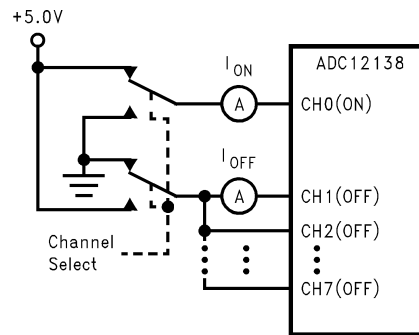 +5.0V
I ON
ADC12138
A
CH0(ON)
I OFF
A
CH1(OFF)
CH2(OFF)
Channel
Select
CH7(OFF)